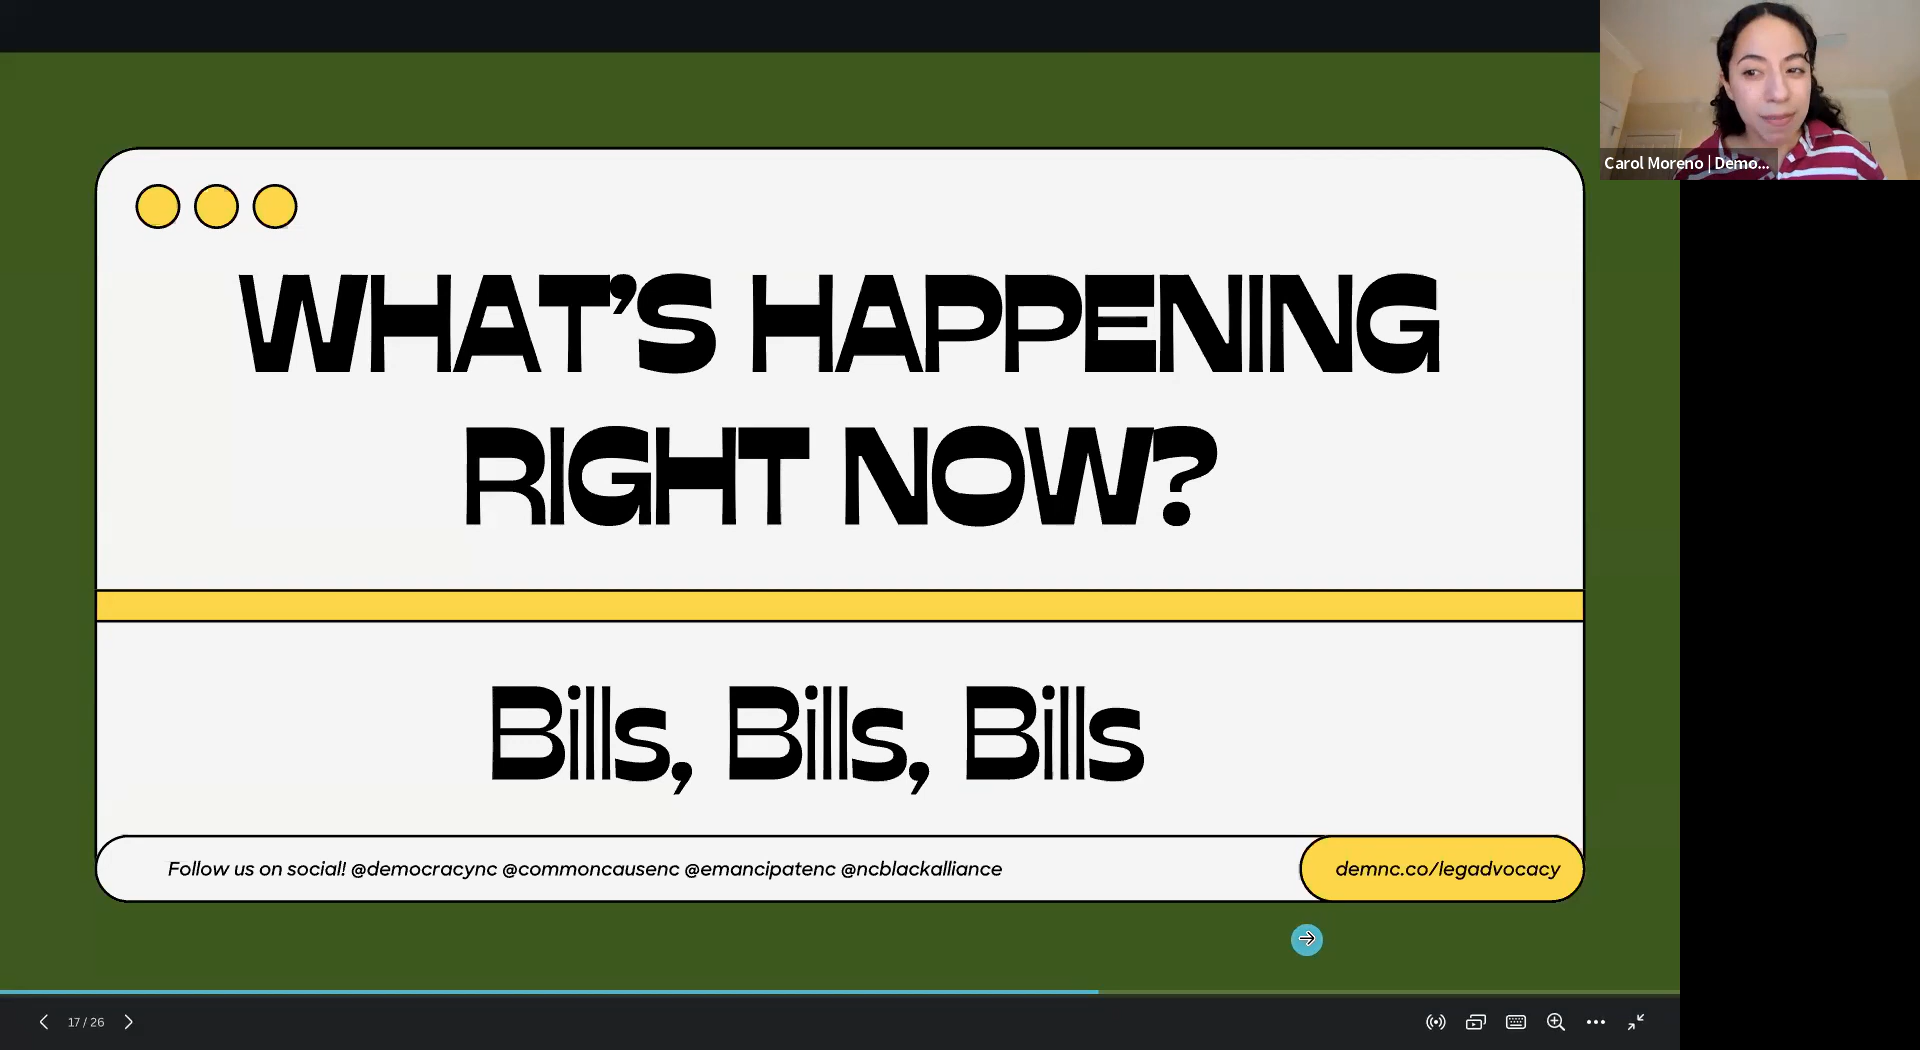 Carol Moreno | Demo...
WHAT'S HAPPENING
RIGHT NOW?
Bills, Bills, Bills
Follow us on social! @democracync @commoncausenc @emancipatenc @ncblackalliance
demnc.co/legadvocacy
17 / 26